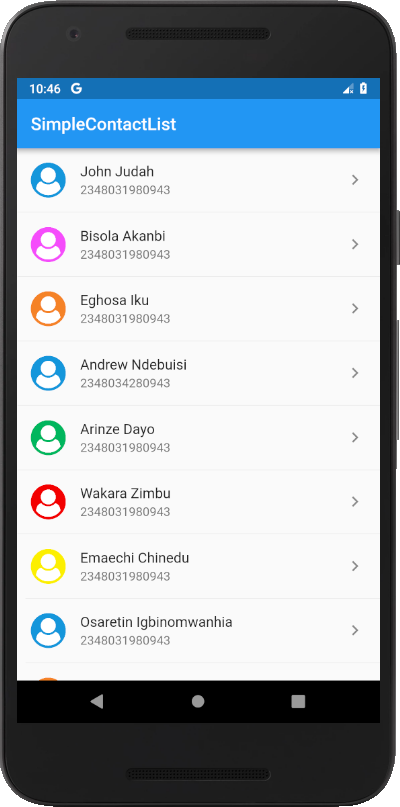 10:46 G
SimpleContactList
John Judah
2348031980943
Bisola Akanbi
2348031980943
Eghosa Iku
2348031980943
Andrew Ndebuisi
2348034280943
Arinze Dayo
2348031980943
Wakara Zimbu
2348031980943
Emaechi Chinedu
2348031980943
Osaretin Igbinomwanhia
2348031980943